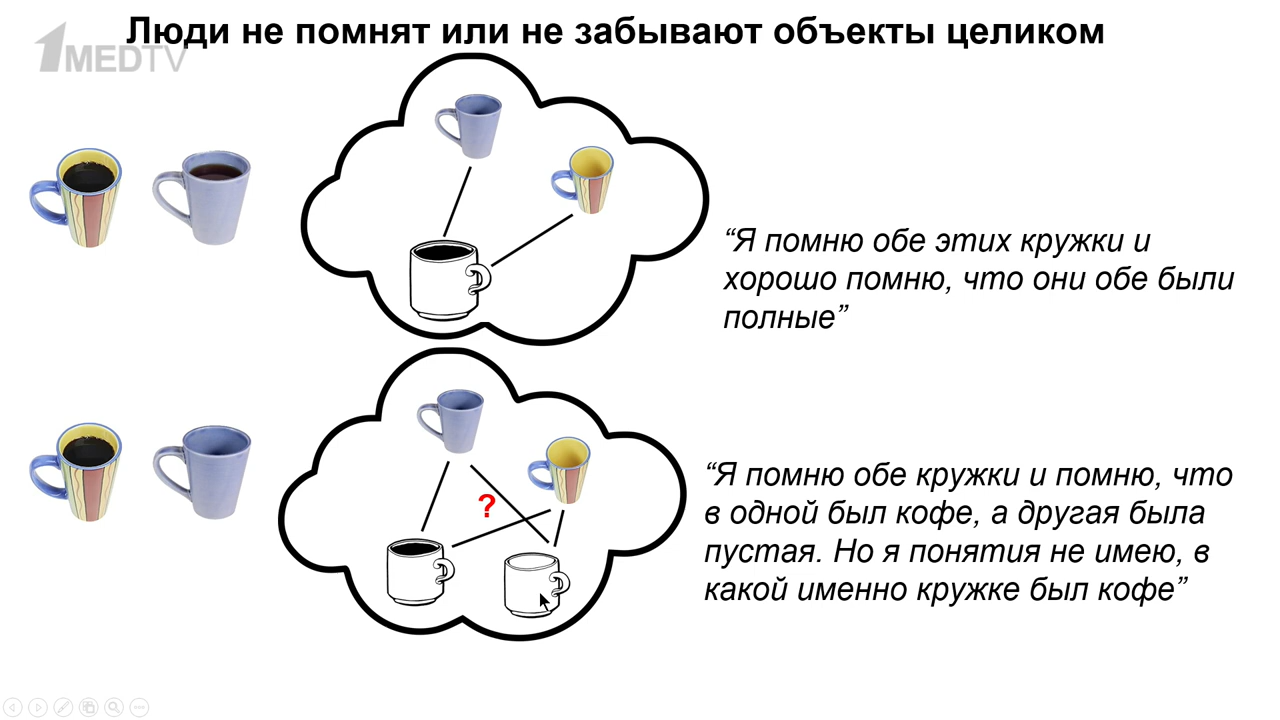 Люди не помнят или не забывают объекты целиком
1MEDTV
“Я помню обе этих кружки и
хорошо помню, что они обе были
полные”
?
“Я помню обе кружки и помню, что
в одной был кофе, а другая была
пустая. Но я понятия не имею, в
какой именно кружке был кофе”